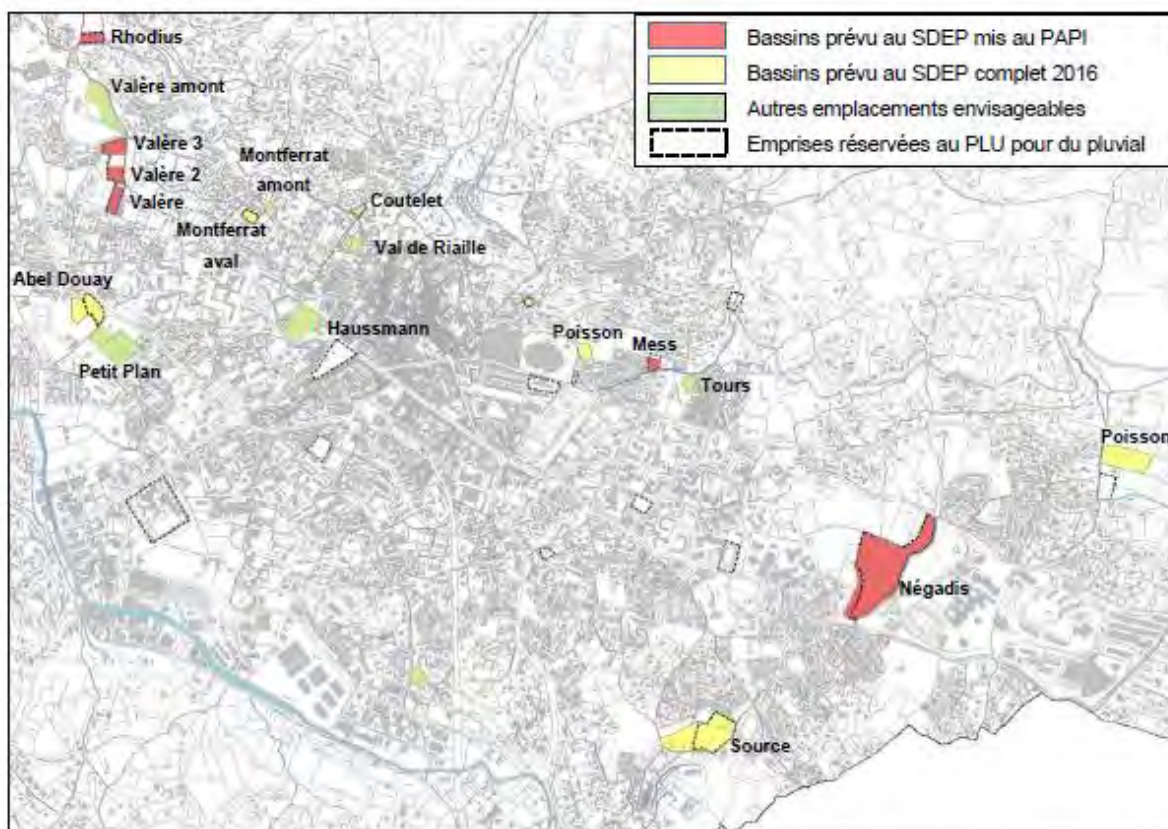 Bassins prévu au SDEP mis au PAPI
Bassins prévu au SDEP complet 2016
Autres emplacements envisageables
Emprises réservées au PLU pour du pluvial
Rhodius
Valère amont
Valère 3
Valère 2
Valère
Montferrat
amont
Montferrat
aval
Coutelet
Val de Riaille
Abel Douay
Petit Plan
Haussmann
Poisson
Mess
Tours
Poisson
Négadis
Source